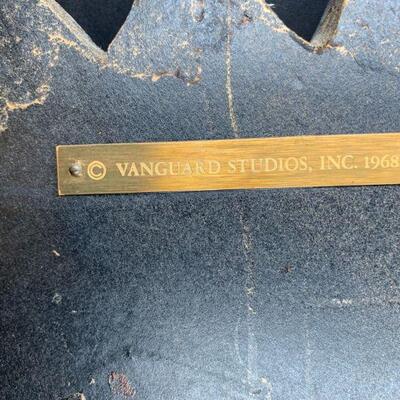 © VANGUARD STUDIOS, INC. 1968